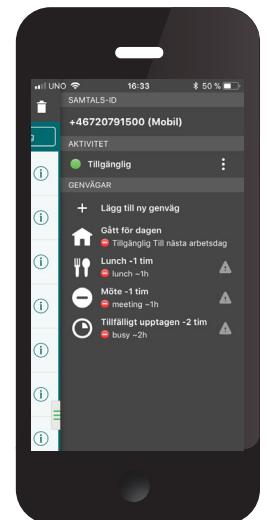 UNO 16:33 50 %
SAMTALS-ID
+46720791500 (Mobil)
AKTIVITET
Tillgänglig
GENVÄGAR
+ Lägg till ny genväg
Gått för dagen
Tillgänglig Till nästa arbetsdag
Lunch -1 tim
lunch ~1h
Möte -1 tim
meeting ~1h
Tillfälligt upptagen -2 tim
busy ~2h